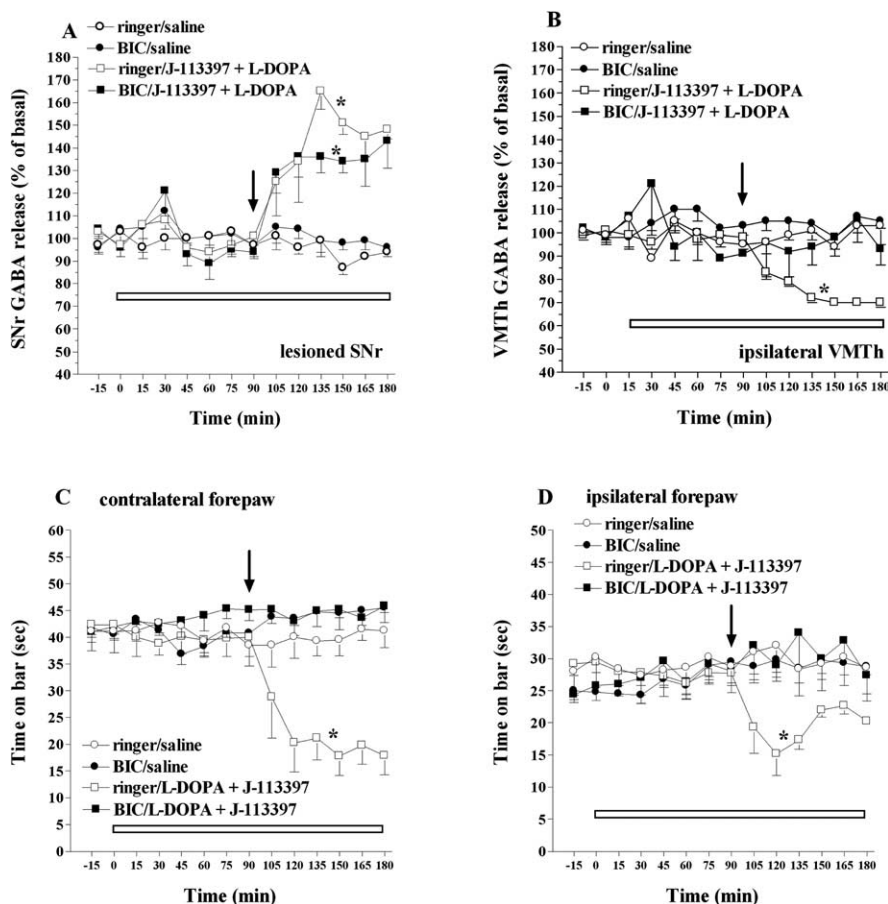 A
ringer/saline
BIC/saline
ringer/J-113397 + L-DOPA
BIC/J-113397 + L-DOPA
SNr GABA release (% of basal)
180
170
160
150
140
130
120
110
100
90
80
70
60
50
40
*
*
lesioned SNr
-15 0 15 30 45 60 75 90 105 120 135 150 165 180
Time (min)
B
ringer/saline
BIC/saline
ringer/J-113397 + L-DOPA
BIC/J-113397 + L-DOPA
VMTh GABA release (% of basal)
180
170
160
150
140
130
120
110
100
90
80
70
60
50
40
*
ipsilateral VMTh
-15 0 15 30 45 60 75 90 105 120 135 150 165 180
Time (min)
C contralateral forepaw
Time on bar (sec)
60
55
50
45
40
35
30
25
20
15
10
5
0
*
ringer/saline
BIC/saline
ringer/L-DOPA + J-113397
BIC/L-DOPA + J-113397
-15 0 15 30 45 60 75 90 105 120 135 150 165 180
Time (min)
D ipsilateral forepaw
ringer/saline
BIC/saline
ringer/L-DOPA + J-113397
BIC/L-DOPA + J-113397
Time on bar (sec)
50
45
40
35
30
25
20
15
10
5
0
*
-15 0 15 30 45 60 75 90 105 120 135 150 165 180
Time (min)